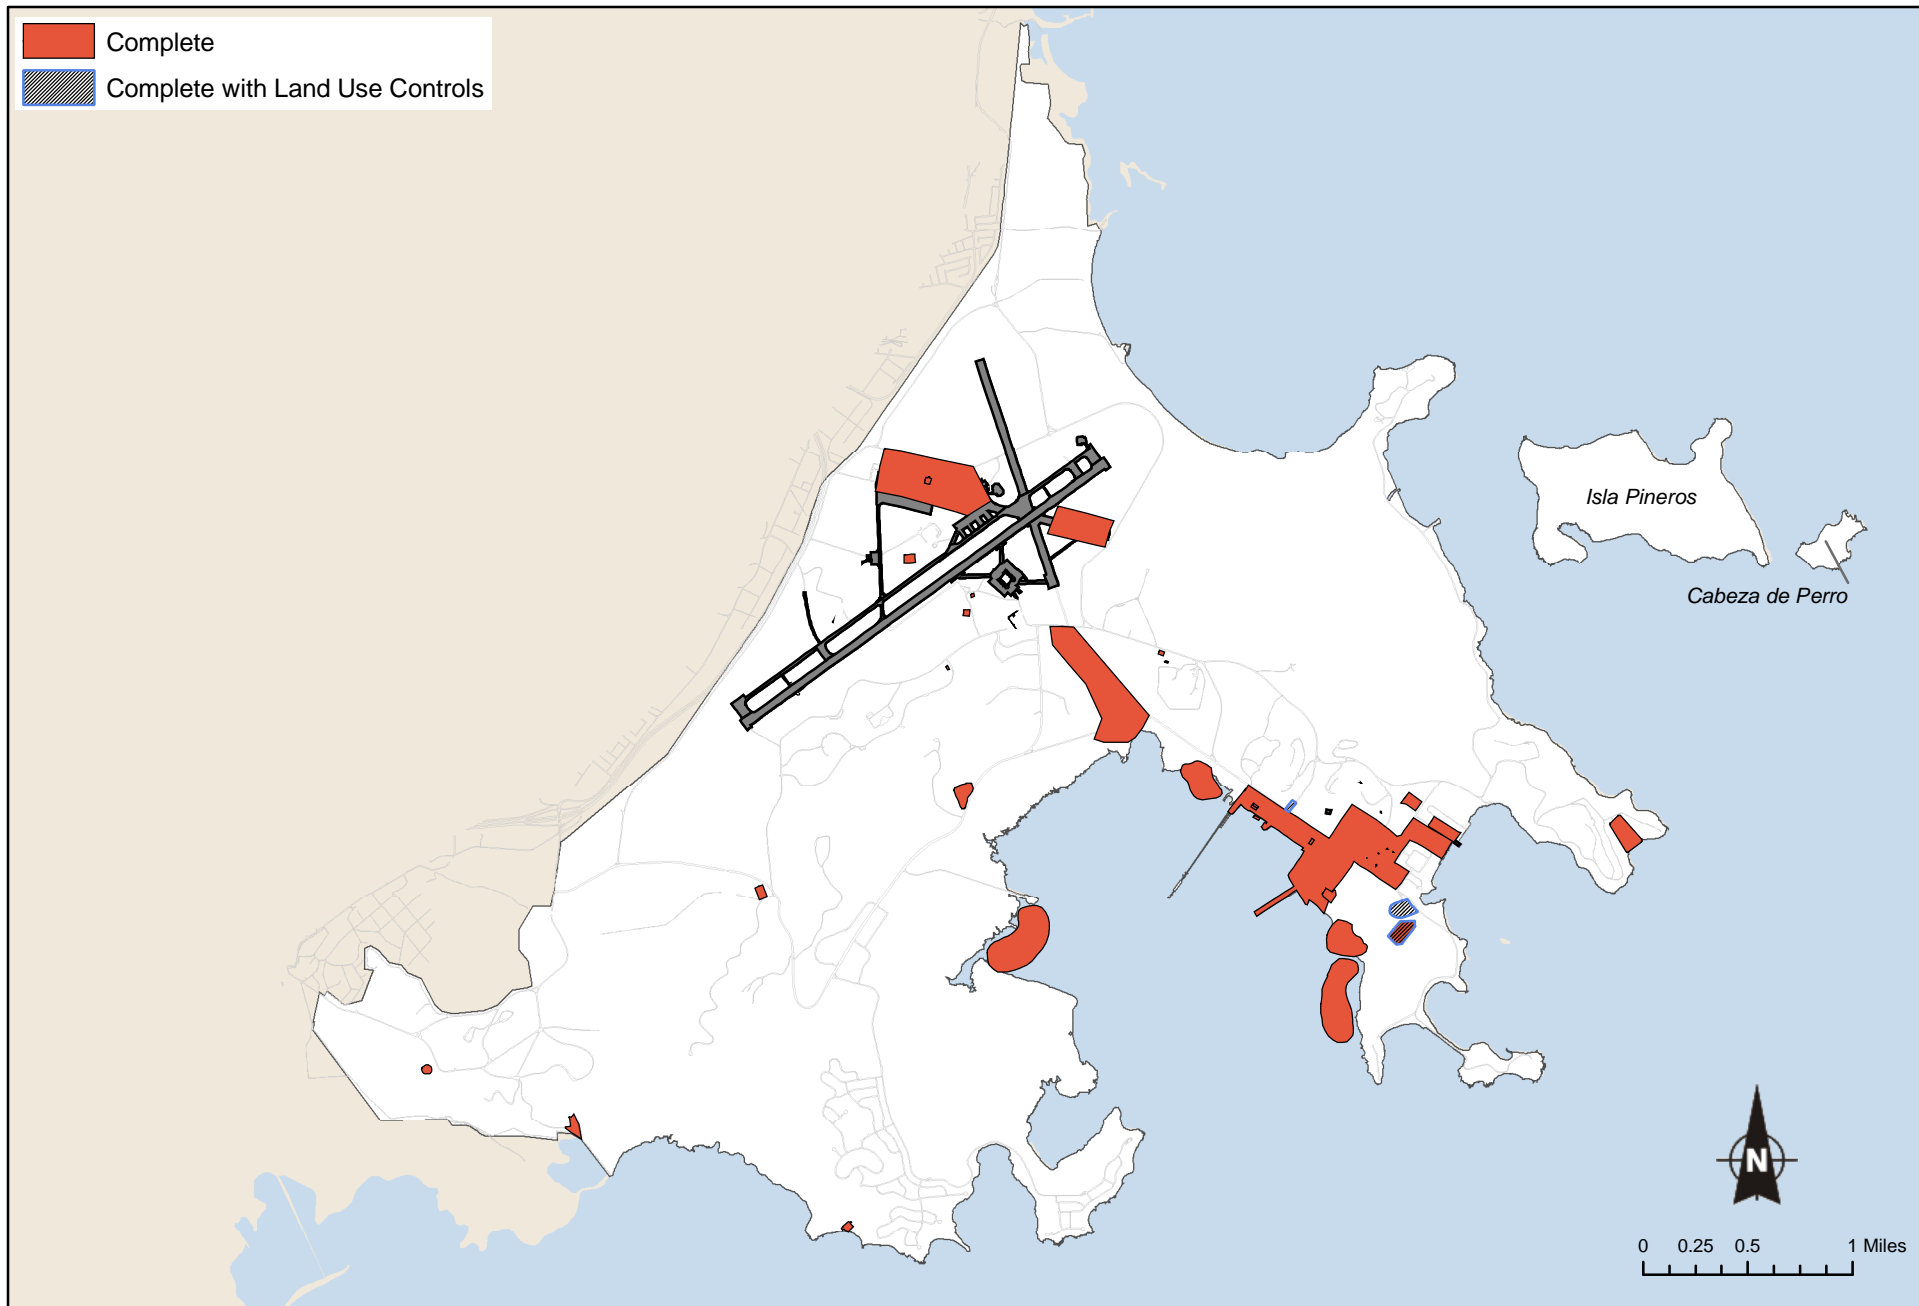 Complete
Complete with Land Use Controls
Isla Pineros
Cabeza de Perro
N
0 0.25 0.5 1 Miles